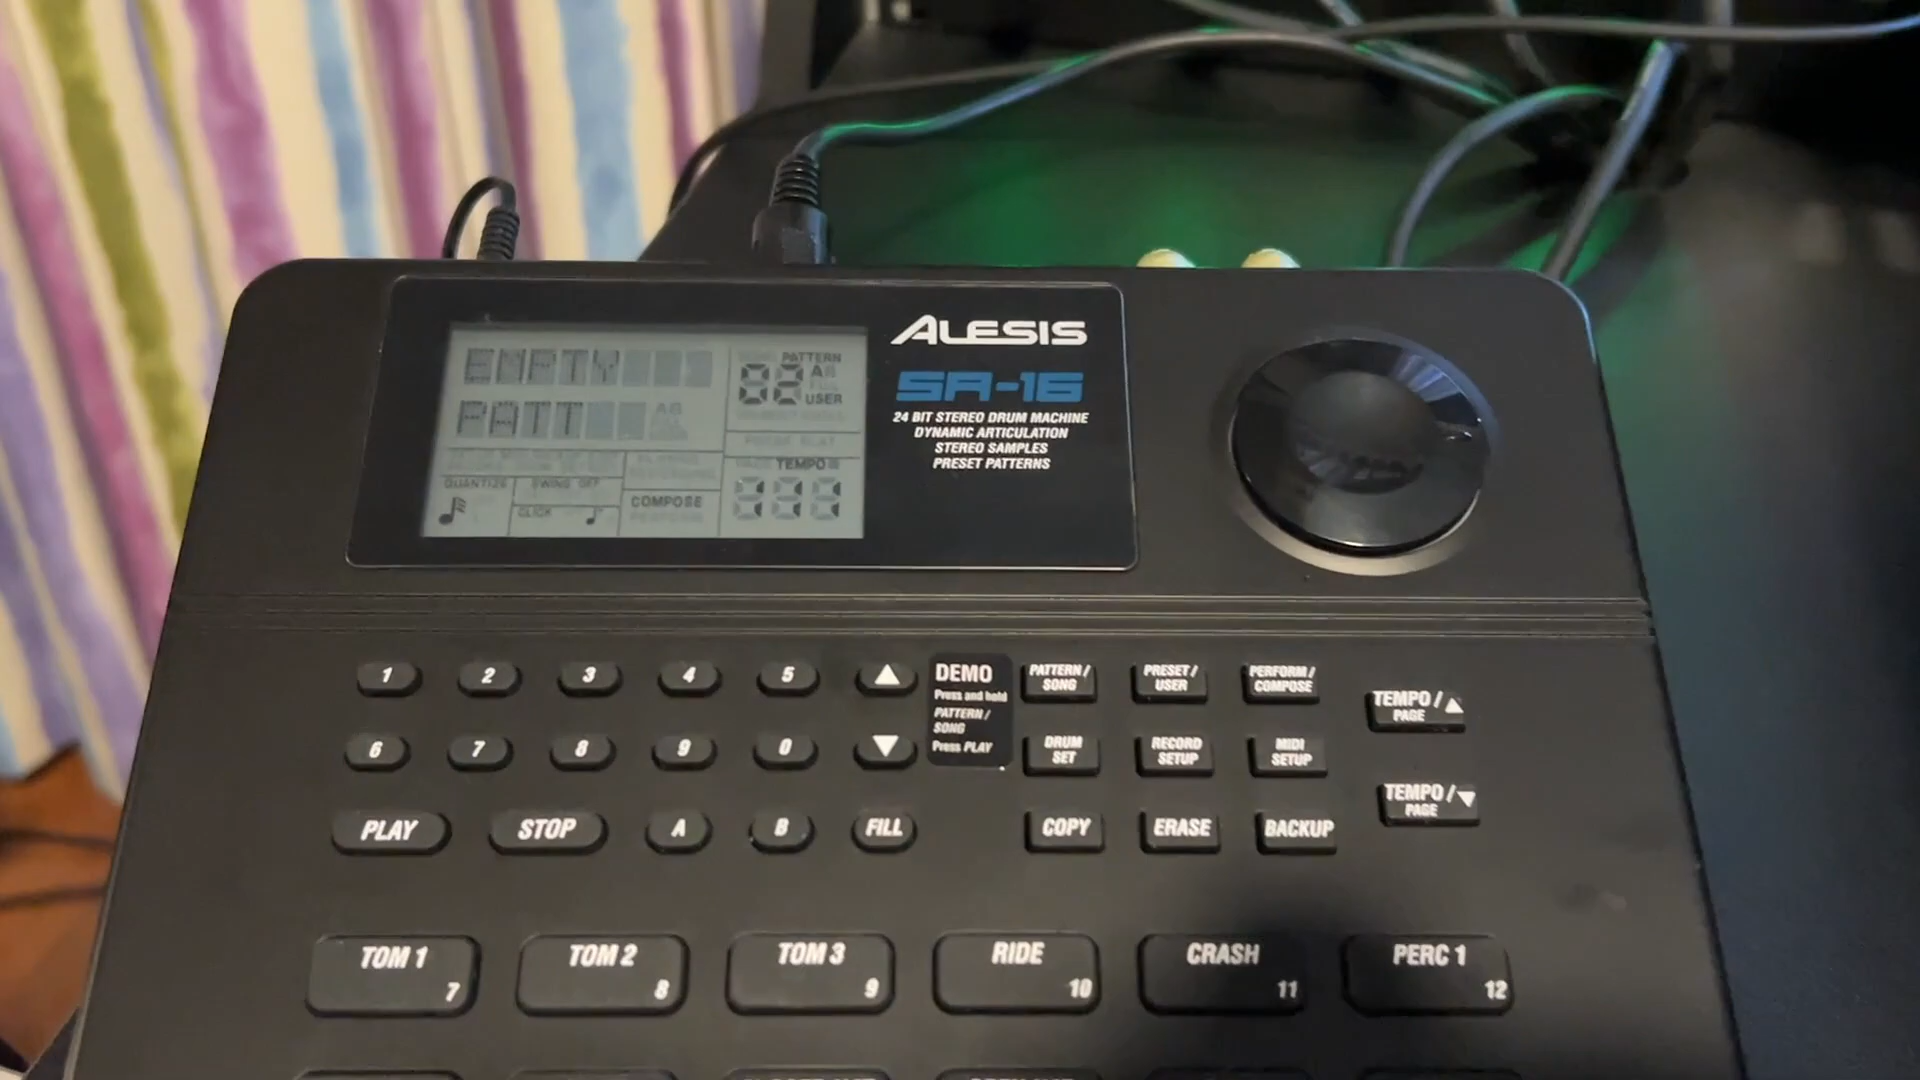 EMPTY
PATT
PATTERN
A
82
USER
TEMPO
QUANTIZE
SWING OFF
CLICK
COMPOSE
ALESIS
SR-16
24 BIT STEREO DRUM MACHINE
DYNAMIC ARTICULATION
STEREO SAMPLES
PRESET PATTERNS
1 2 3 4 5
DEMO
Press and hold
PATTERN /
SONG
Press PLAY
PATTERN /
SONG
PRESET /
USER
PERFORM /
COMPOSE
TEMPO /
PAGE
6 7 8 9 0
DRUM
SET
RECORD
SETUP
MIDI
SETUP
TEMPO /
PAGE
PLAY STOP A B FILL
COPY ERASE BACKUP
TOM 1
7
TOM 2
8
TOM 3
9
RIDE
10
CRASH
11
PERC 1
12